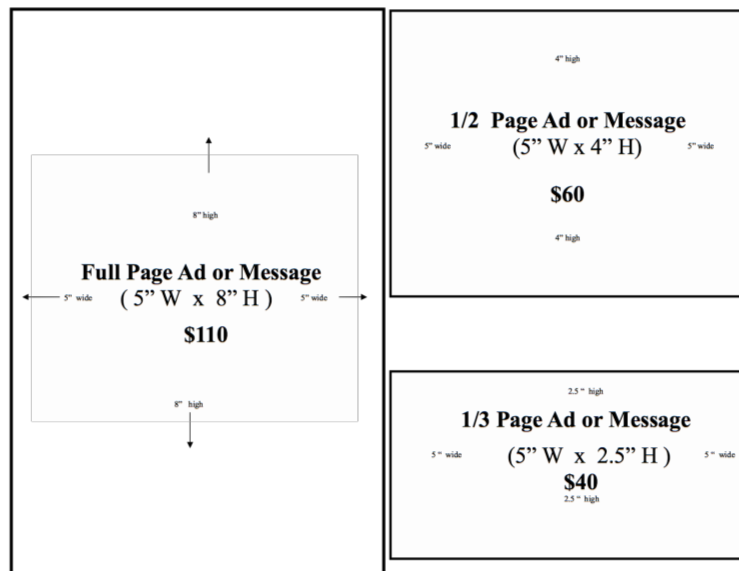 8” high
Full Page Ad or Message
5” wide ( 5” W x 8” H ) 5” wide
$110
8” high
4” high
1/2 Page Ad or Message
5” wide (5” W x 4” H) 5” wide
$60
4” high
2.5 “ high
1/3 Page Ad or Message
5 “ wide (5” W x 2.5” H ) 5 “ wide
$40
2.5 “ high